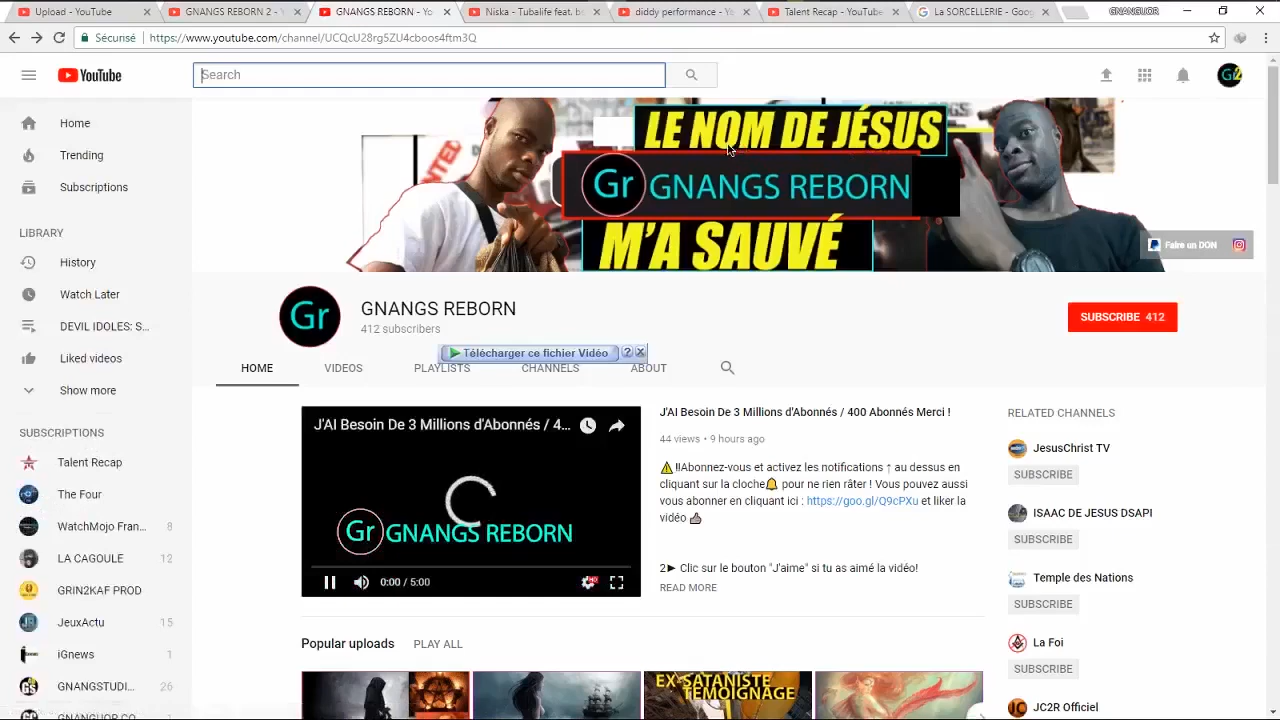 Upload - YouTube
GNANGS REBORN 2 - Y
GNANGS REBORN - Yo
Niska - Tubalife feat. b
diddy performance - Yo
Talent Recap - YouTube
La SORCELLERIE - Goog
GNANGUOR
Sécurisé
https://www.youtube.com/channel/UCQcU28rg5ZU4cboos4ftm3Q
YouTube
Search
Gr2
Home
Trending
Subscriptions
LIBRARY
History
Watch Later
DEVIL IDOLES: S...
Liked videos
Show more
SUBSCRIPTIONS
Talent Recap
The Four
WatchMojo Fran... 8
LA CAGOULE 12
GRIN2KAF PROD
JeuxActu 15
iGnews 1
GNANGSTUDI... 26
GNANGUOR CO
LE NOM DE JÉSUS
Gr GNANGS REBORN
M'A SAUVÉ
Faire un DON
Gr
GNANGS REBORN
412 subscribers
SUBSCRIBE 412
Télécharger ce fichier Vidéo
HOME VIDEOS PLAYLISTS CHANNELS ABOUT
J'AI Besoin De 3 Millions d'Abonnés / 4...
Gr GNANGS REBORN
0:00 / 5:00
HD
J'AI Besoin De 3 Millions d'Abonnés / 400 Abonnés Merci !
44 views • 9 hours ago
⚠️‼Abonnez-vous et activez les notifications ↑ au dessus en
cliquant sur la cloche🔔 pour ne rien râter ! Vous pouvez aussi
vous abonner en cliquant ici : https://goo.gl/Q9cPXu et liker la
vidéo 👍
2► Clic sur le bouton "J'aime" si tu as aimé la vidéo!
READ MORE
RELATED CHANNELS
JesusChrist TV
SUBSCRIBE
ISAAC DE JESUS DSAPI
SUBSCRIBE
Temple des Nations
SUBSCRIBE
La Foi
SUBSCRIBE
JC2R Officiel
Popular uploads PLAY ALL
EX-SATANISTE
TÉMOIGNAGE